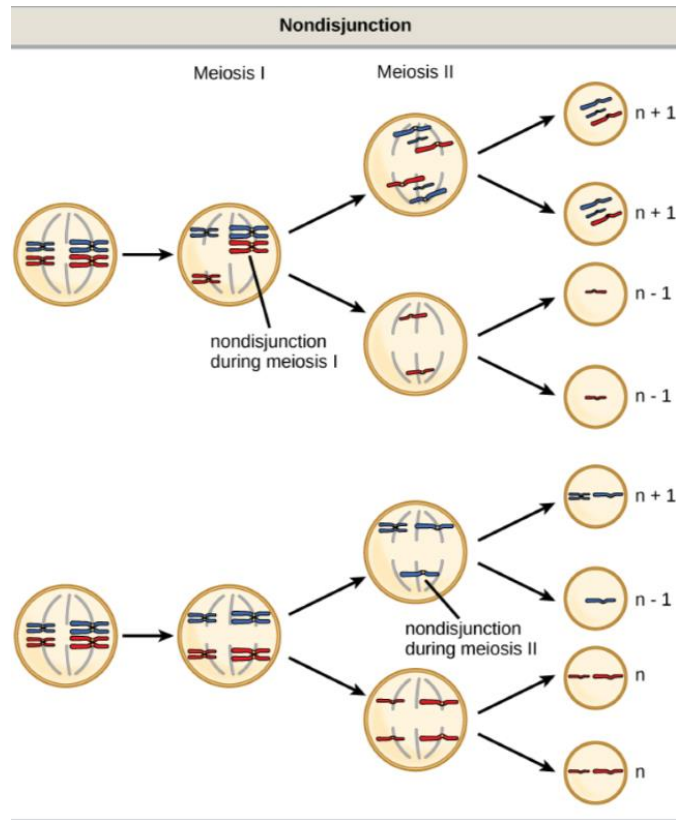 Nondisjunction
Meiosis I
Meiosis II
n + 1
n + 1
nondisjunction
during meiosis I
n - 1
n - 1
n + 1
n - 1
nondisjunction
during meiosis II
n
n